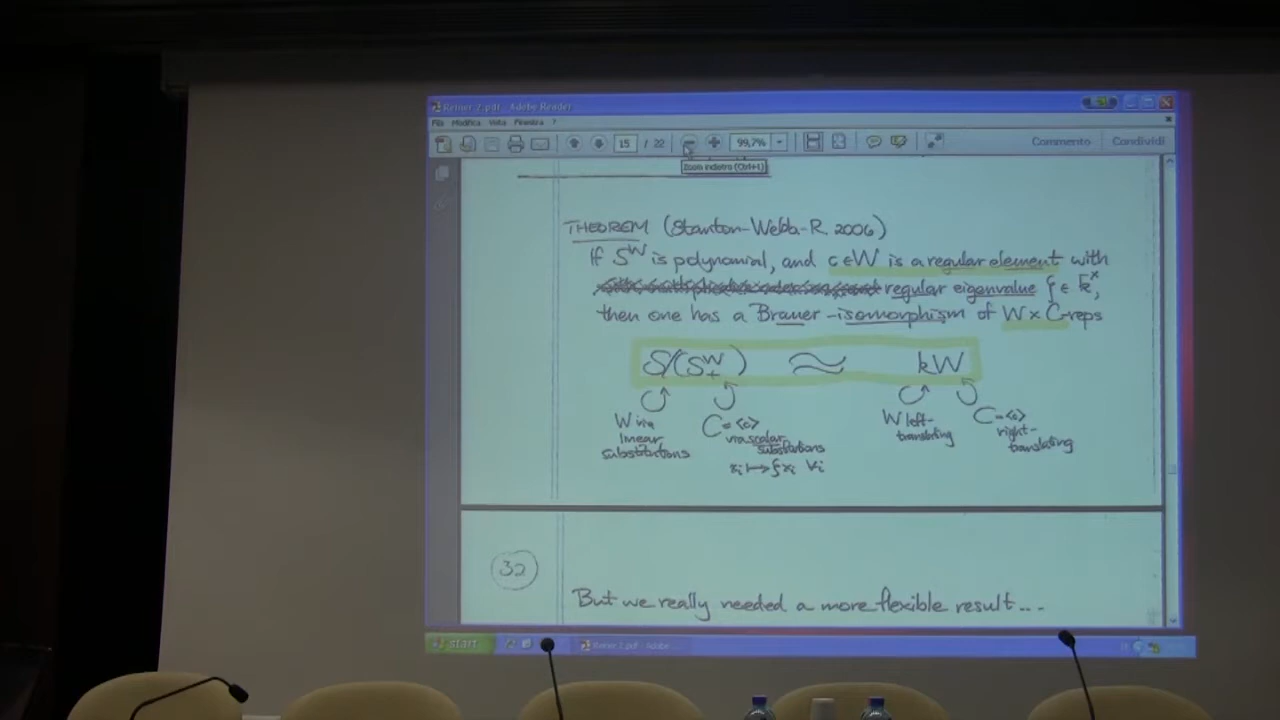 Reiner_2.pdf - Adobe Reader
File Modifica Vista Finestra ?
15 / 22 99,7% Commento Condividi
Zoom indietro (Ctrl+-)
THEOREM (Stanton-Webb-R. 2006)
If S^W is polynomial, and c∈W is a regular element with
regular eigenvalue ζ ∈ k^×,
then one has a Brauer-isomorphism of W×C-reps
S/(S^W_+) ≈ kW
W via linear substitutions
C=<c> via scalar substitutions
x_i ↦ ζx_i ∀i
W left-translating
C=<c> right-translating
32
But we really needed a more flexible result...
start
IT